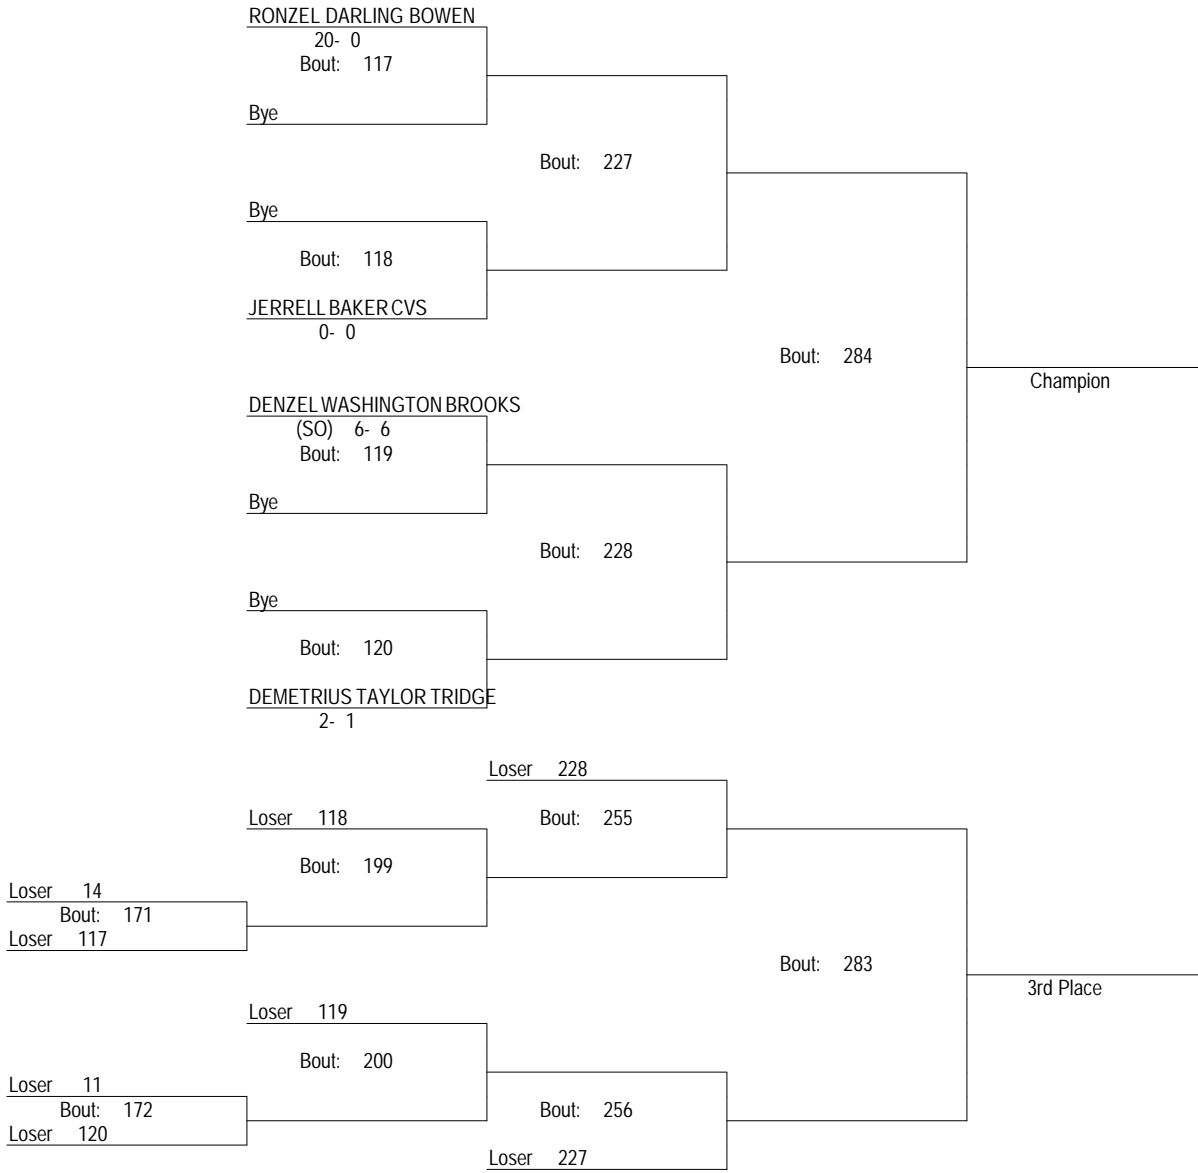 RONZEL DARLING BOWEN
20- 0
Bout: 117
Bye
Bout: 227
Bye
Bout: 118
JERRELL BAKER CVS
0- 0
Bout: 284
Champion
DENZEL WASHINGTON BROOKS
(SO) 6- 6
Bout: 119
Bye
Bout: 228
Bye
Bout: 120
DEMETRIUS TAYLOR TRIDGE
2- 1
Loser 228
Loser 118
Bout: 255
Bout: 199
Loser 14
Bout: 171
Loser 117
Bout: 283
3rd Place
Loser 119
Bout: 200
Loser 11
Bout: 172
Bout: 256
Loser 120
Loser 227